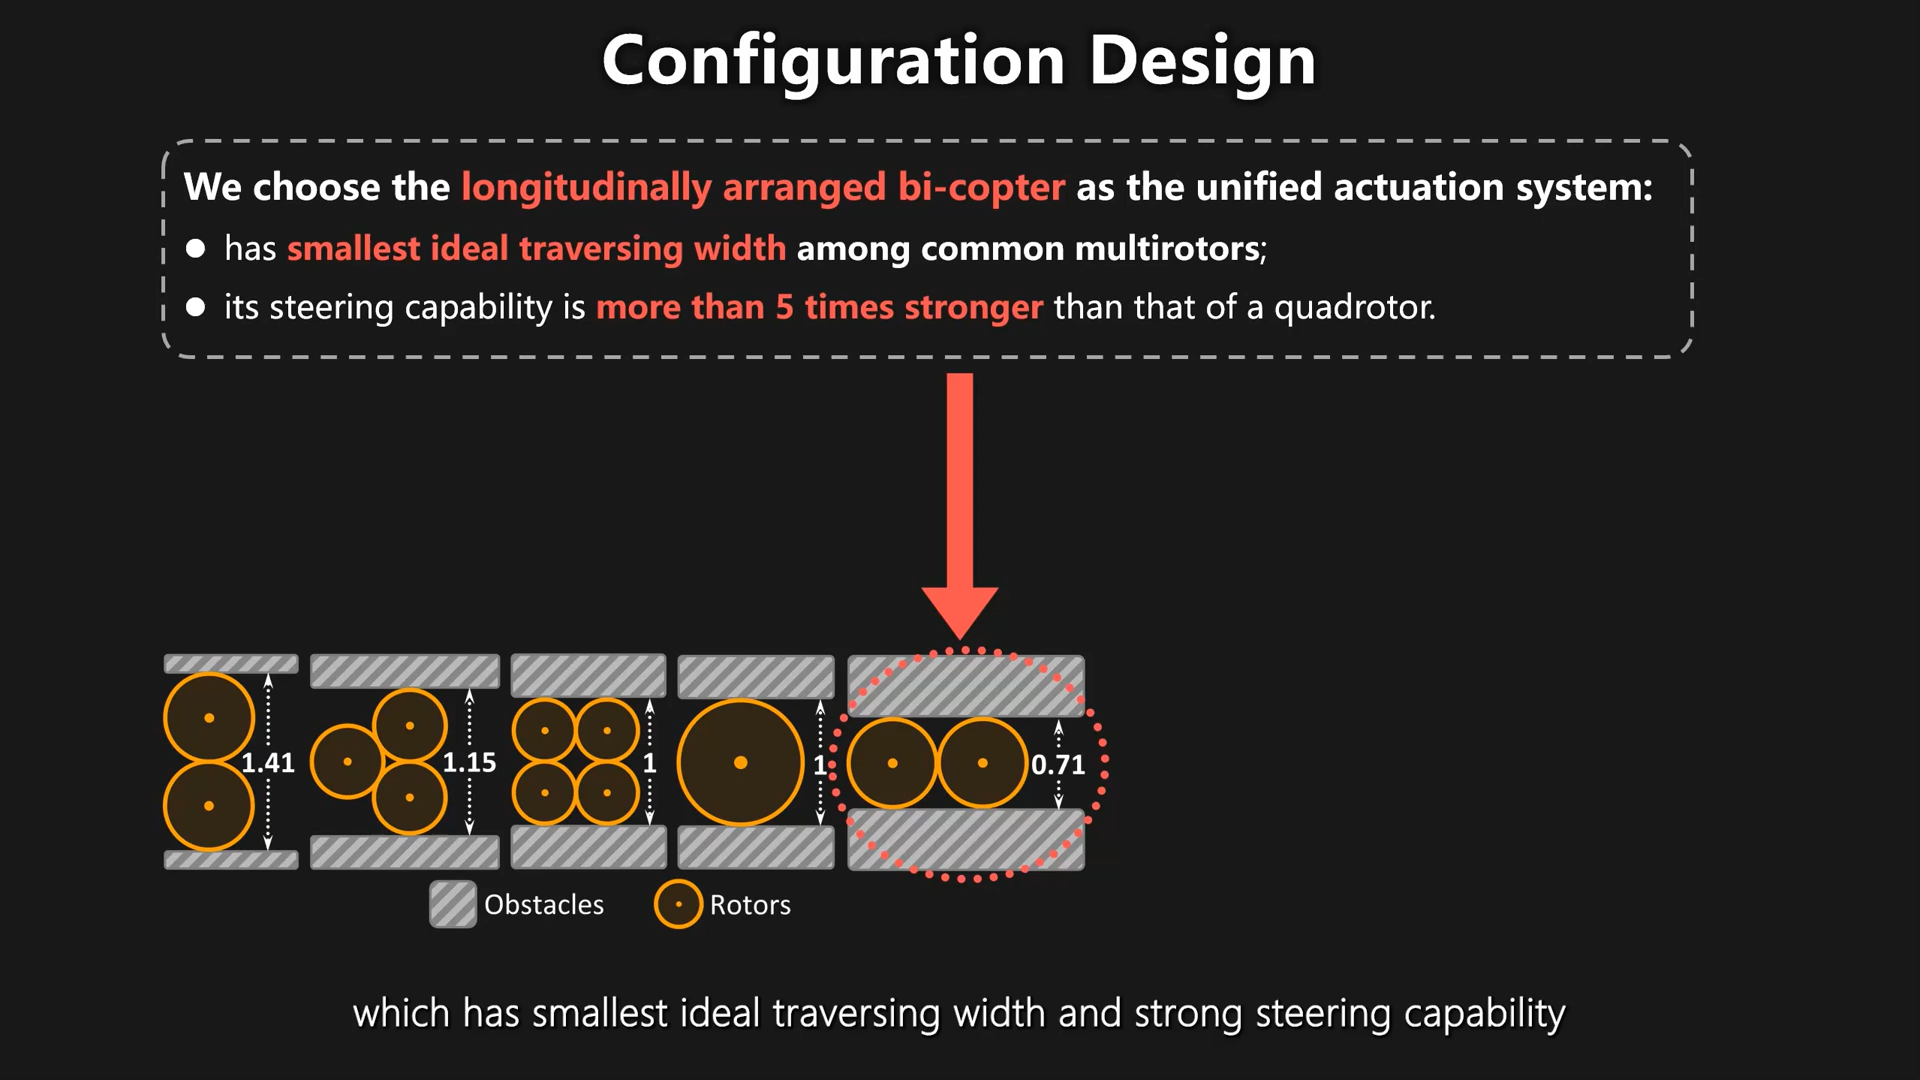 Configuration Design
We choose the longitudinally arranged bi-copter as the unified actuation system:
● has smallest ideal traversing width among common multirotors;
● its steering capability is more than 5 times stronger than that of a quadrotor.
1.41
1.15
1
1
0.71
Obstacles
Rotors
which has smallest ideal traversing width and strong steering capability